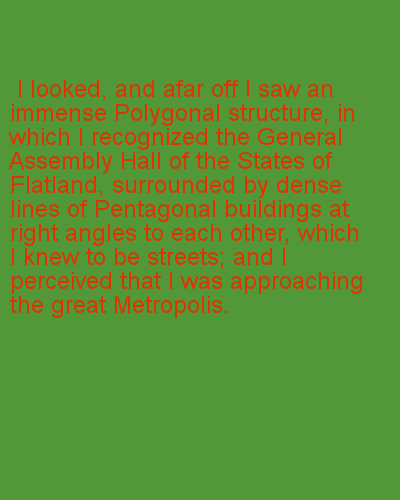 I looked, and afar off I saw an
immense Polygonal structure, in
which I recognized the General
Assembly Hall of the States of
Flatland, surrounded by dense
lines of Pentagonal buildings at
right angles to each other, which
I knew to be streets; and I
perceived that I was approaching
the great Metropolis.